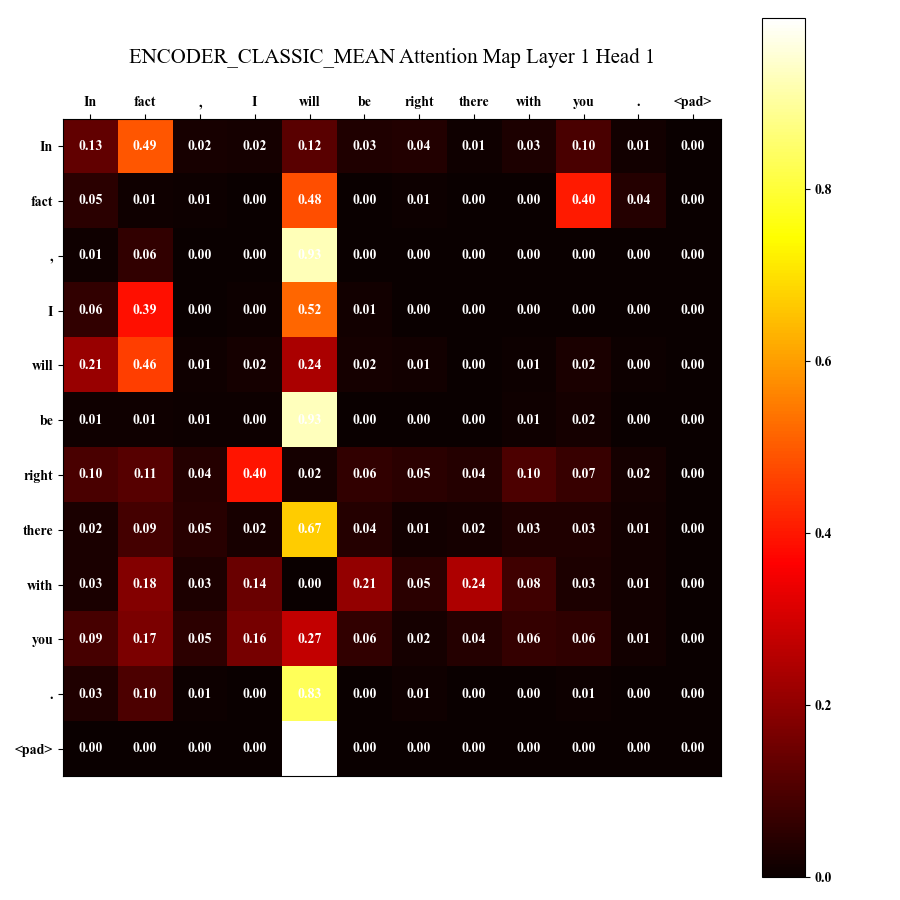 ENCODER_CLASSIC_MEAN Attention Map Layer 1 Head 1
In fact , I will be right there with you . <pad>
In 0.13 0.49 0.02 0.02 0.12 0.03 0.04 0.01 0.03 0.10 0.01 0.00
fact 0.05 0.01 0.01 0.00 0.48 0.00 0.01 0.00 0.00 0.40 0.04 0.00
, 0.01 0.06 0.00 0.00 0.00 0.00 0.00 0.00 0.00 0.00 0.00
I 0.06 0.39 0.00 0.00 0.52 0.01 0.00 0.00 0.00 0.00 0.00 0.00
will 0.21 0.46 0.01 0.02 0.24 0.02 0.01 0.00 0.01 0.02 0.00 0.00
be 0.01 0.01 0.01 0.00 0.00 0.00 0.00 0.01 0.02 0.00 0.00
right 0.10 0.11 0.04 0.40 0.02 0.06 0.05 0.04 0.10 0.07 0.02 0.00
there 0.02 0.09 0.05 0.02 0.67 0.04 0.01 0.02 0.03 0.03 0.01 0.00
with 0.03 0.18 0.03 0.14 0.00 0.21 0.05 0.24 0.08 0.03 0.01 0.00
you 0.09 0.17 0.05 0.16 0.27 0.06 0.02 0.04 0.06 0.06 0.01 0.00
. 0.03 0.10 0.01 0.00 0.83 0.00 0.01 0.00 0.00 0.01 0.00 0.00
<pad> 0.00 0.00 0.00 0.00 0.00 0.00 0.00 0.00 0.00 0.00 0.00
0.8
0.6
0.4
0.2
0.0